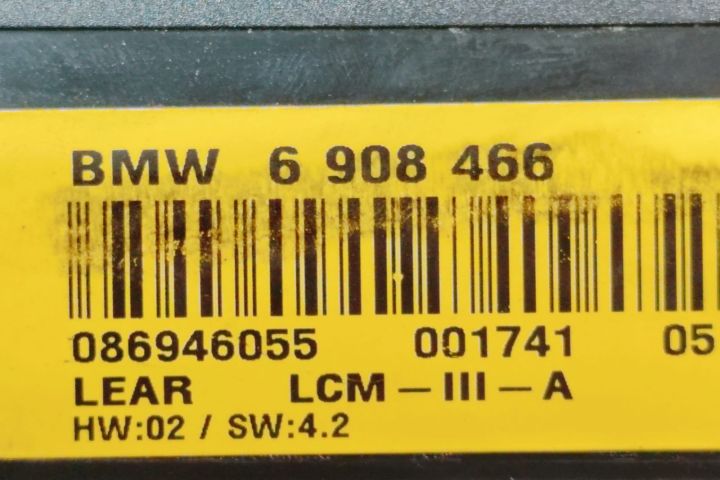 BMW 6 908 466
086946055 001741 05
LEAR LCM-III-A
HW:02 / SW:4.2